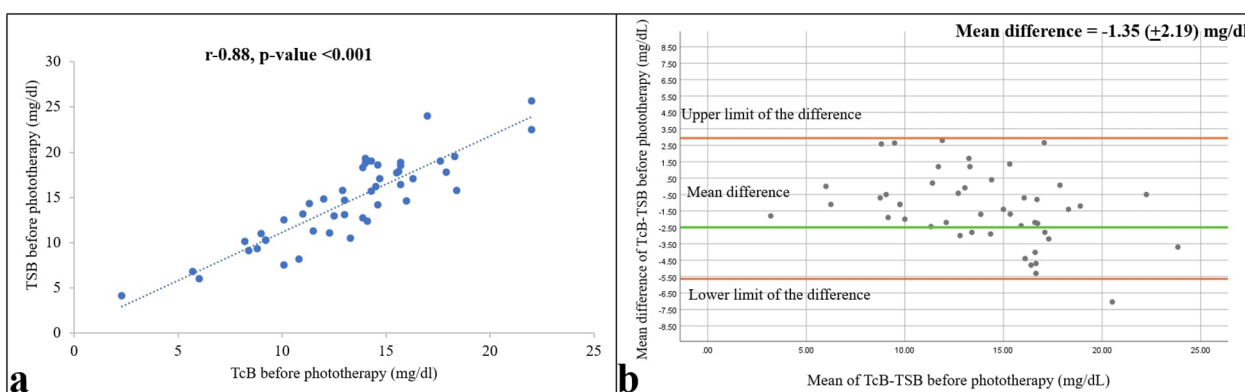 r-0.88, p-value <0.001
30
25
20
15
10
5
0
0 5 10 15 20 25
TSB before phototherapy (mg/dl)
TcB before phototherapy (mg/dl)
a
Mean difference = -1.35 (±2.19) mg/dl
Mean difference of TcB-TSB before phototherapy (mg/dL)
8.50
7.50
6.50
5.50
4.50
3.50
2.50
1.50
.50
-.50
-1.50
-2.50
-3.50
-4.50
-5.50
-6.50
-7.50
-8.50
Upper limit of the difference
Mean difference
Lower limit of the difference
.00 5.00 10.00 15.00 20.00 25.00
Mean of TcB-TSB before phototherapy (mg/dL)
b